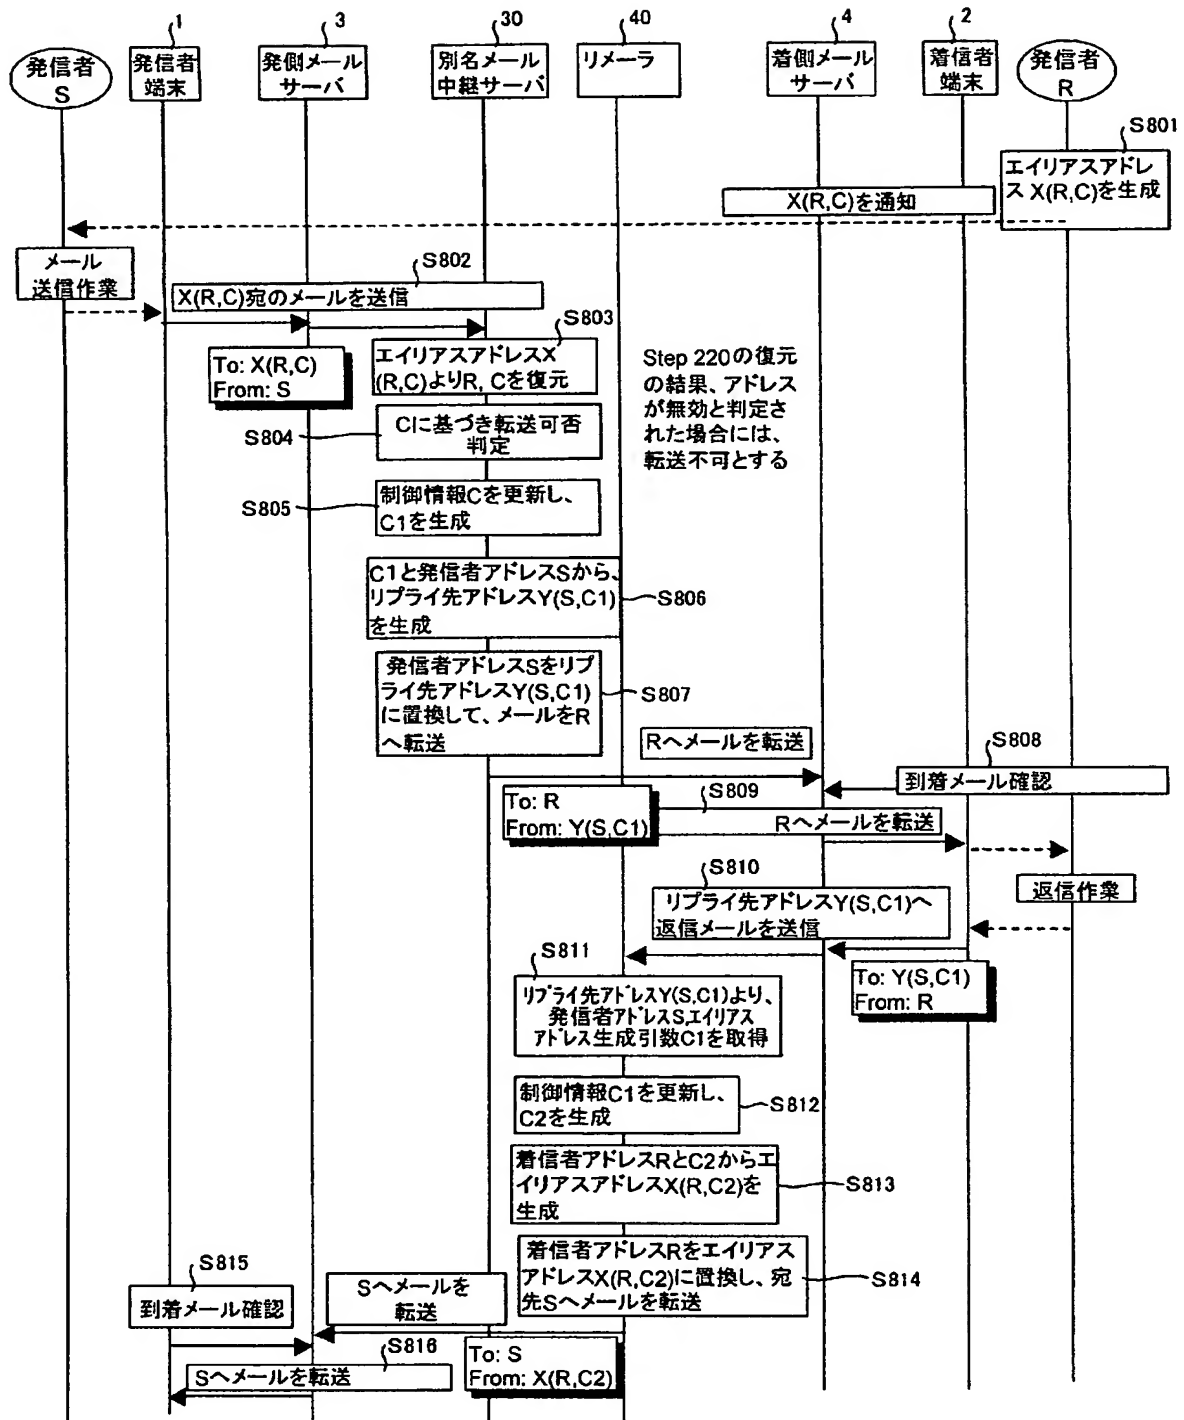 1
3
30
40
4
2
発信者
S
発信者
端末
発側メール
サーバ
別名メール
中継サーバ
リメーラ
着側メール
サーバ
着信者
端末
発信者
R
S801
エイリアスアドレ
ス X(R,C)を生成
X(R,C)を通知
メール
送信作業
S802
X(R,C)宛のメールを送信
S803
To: X(R,C)
From: S
エイリアスアドレスX
(R,C)よりR, Cを復元
Step 220の復元
の結果、アドレス
が無効と判定さ
れた場合には、
転送不可とする
S804
Cに基づき転送可否
判定
S805
制御情報Cを更新し、
C1を生成
C1と発信者アドレスSから、
リプライ先アドレスY(S,C1)
を生成
S806
発信者アドレスSをリプ
ライ先アドレスY(S,C1)
に置換して、メールをR
へ転送
S807
Rへメールを転送
S808
到着メール確認
To: R
From: Y(S,C1)
S809
Rへメールを転送
S810
リプライ先アドレスY(S,C1)へ
返信メールを送信
返信作業
S811
To: Y(S,C1)
From: R
リプライ先アドレスY(S,C1)より、
発信者アドレスS,エイリアス
アドレス生成引数C1を取得
制御情報C1を更新し、
C2を生成
S812
着信者アドレスRとC2からエ
イリアスアドレスX(R,C2)を
生成
S813
着信者アドレスRをエイリアス
アドレスX(R,C2)に置換し、宛
先Sへメールを転送
S814
S815
到着メール確認
Sへメールを
転送
S816
Sへメールを転送
To: S
From: X(R,C2)